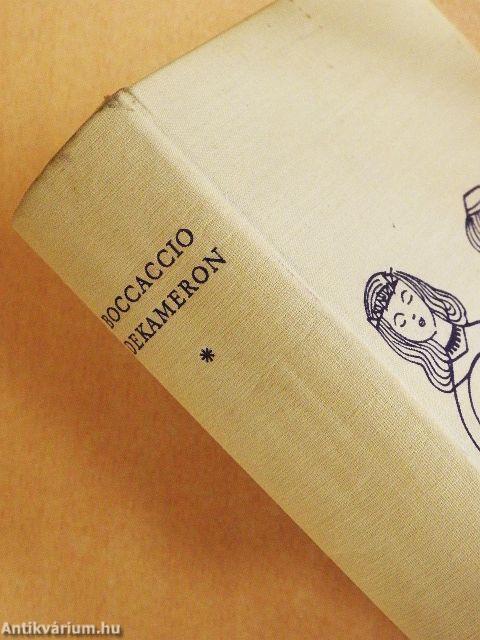 BOCCACCIO
DEKAMERON
*
Antikvárium.hu